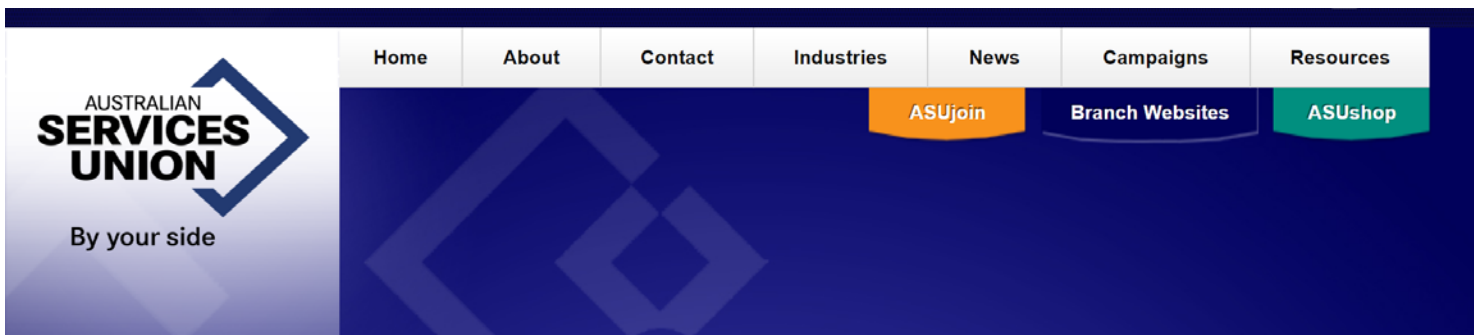 Home About Contact Industries News Campaigns Resources
AUSTRALIAN
SERVICES
UNION
By your side
ASUjoin Branch Websites ASUshop